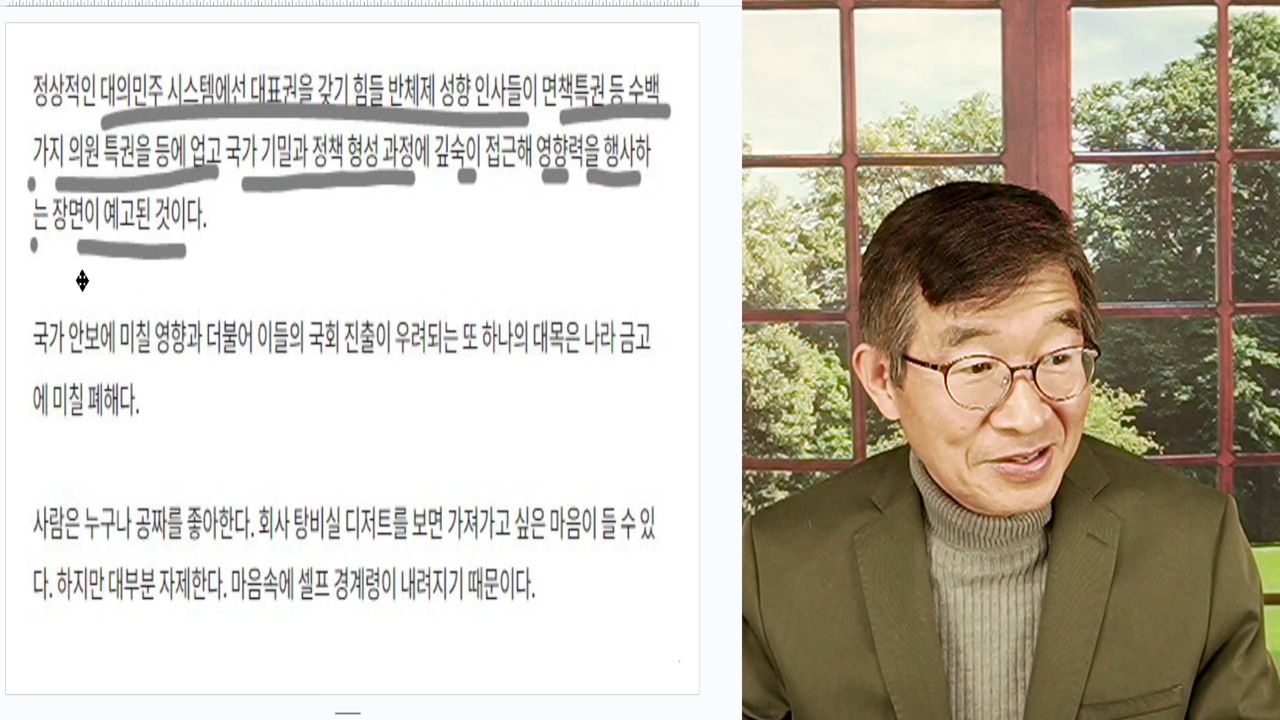 정상적인 대의민주 시스템에선 대표권을 갖기 힘들 반체제 성향 인사들이 면책특권 등 수백
가지 의원 특권을 등에 업고 국가 기밀과 정책 형성 과정에 깊숙이 접근해 영향력을 행사하
는 장면이 예고된 것이다.
국가 안보에 미칠 영향과 더불어 이들의 국회 진출이 우려되는 또 하나의 대목은 나라 금고
에 미칠 폐해다.
사람은 누구나 공짜를 좋아한다. 회사 탕비실 디저트를 보면 가져가고 싶은 마음이 들 수 있
다. 하지만 대부분 자제한다. 마음속에 셀프 경계령이 내려지기 때문이다.